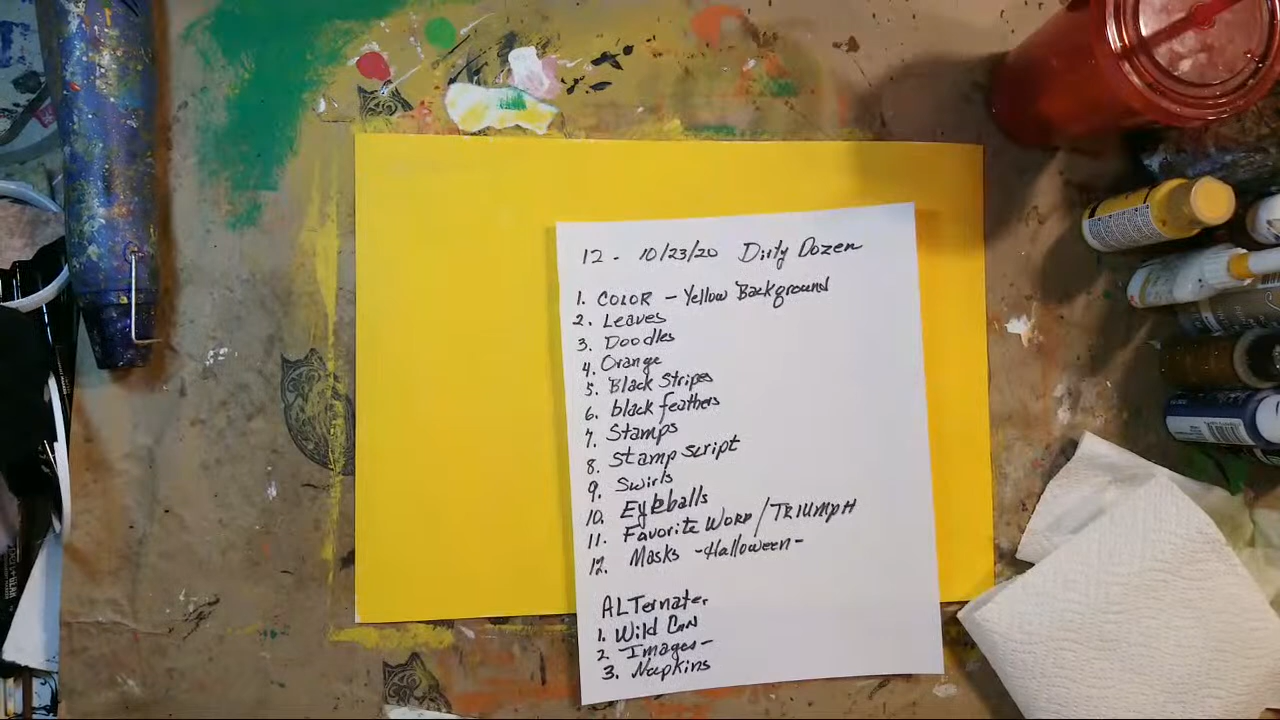 12. 10/23/20 Dirty Dozen
1. COLOR - Yellow Background
2. Leaves
3. Doodles
4. Orange
5. Black Stripes
6. black feathers
7. Stamps
8. Stamp script
9. Swirls
10. Eyeballs
11. Favorite WORD / TRIUMPH
12. Masks -Halloween-
ALTernates
1. Wild
2. Images-
3. Napkins